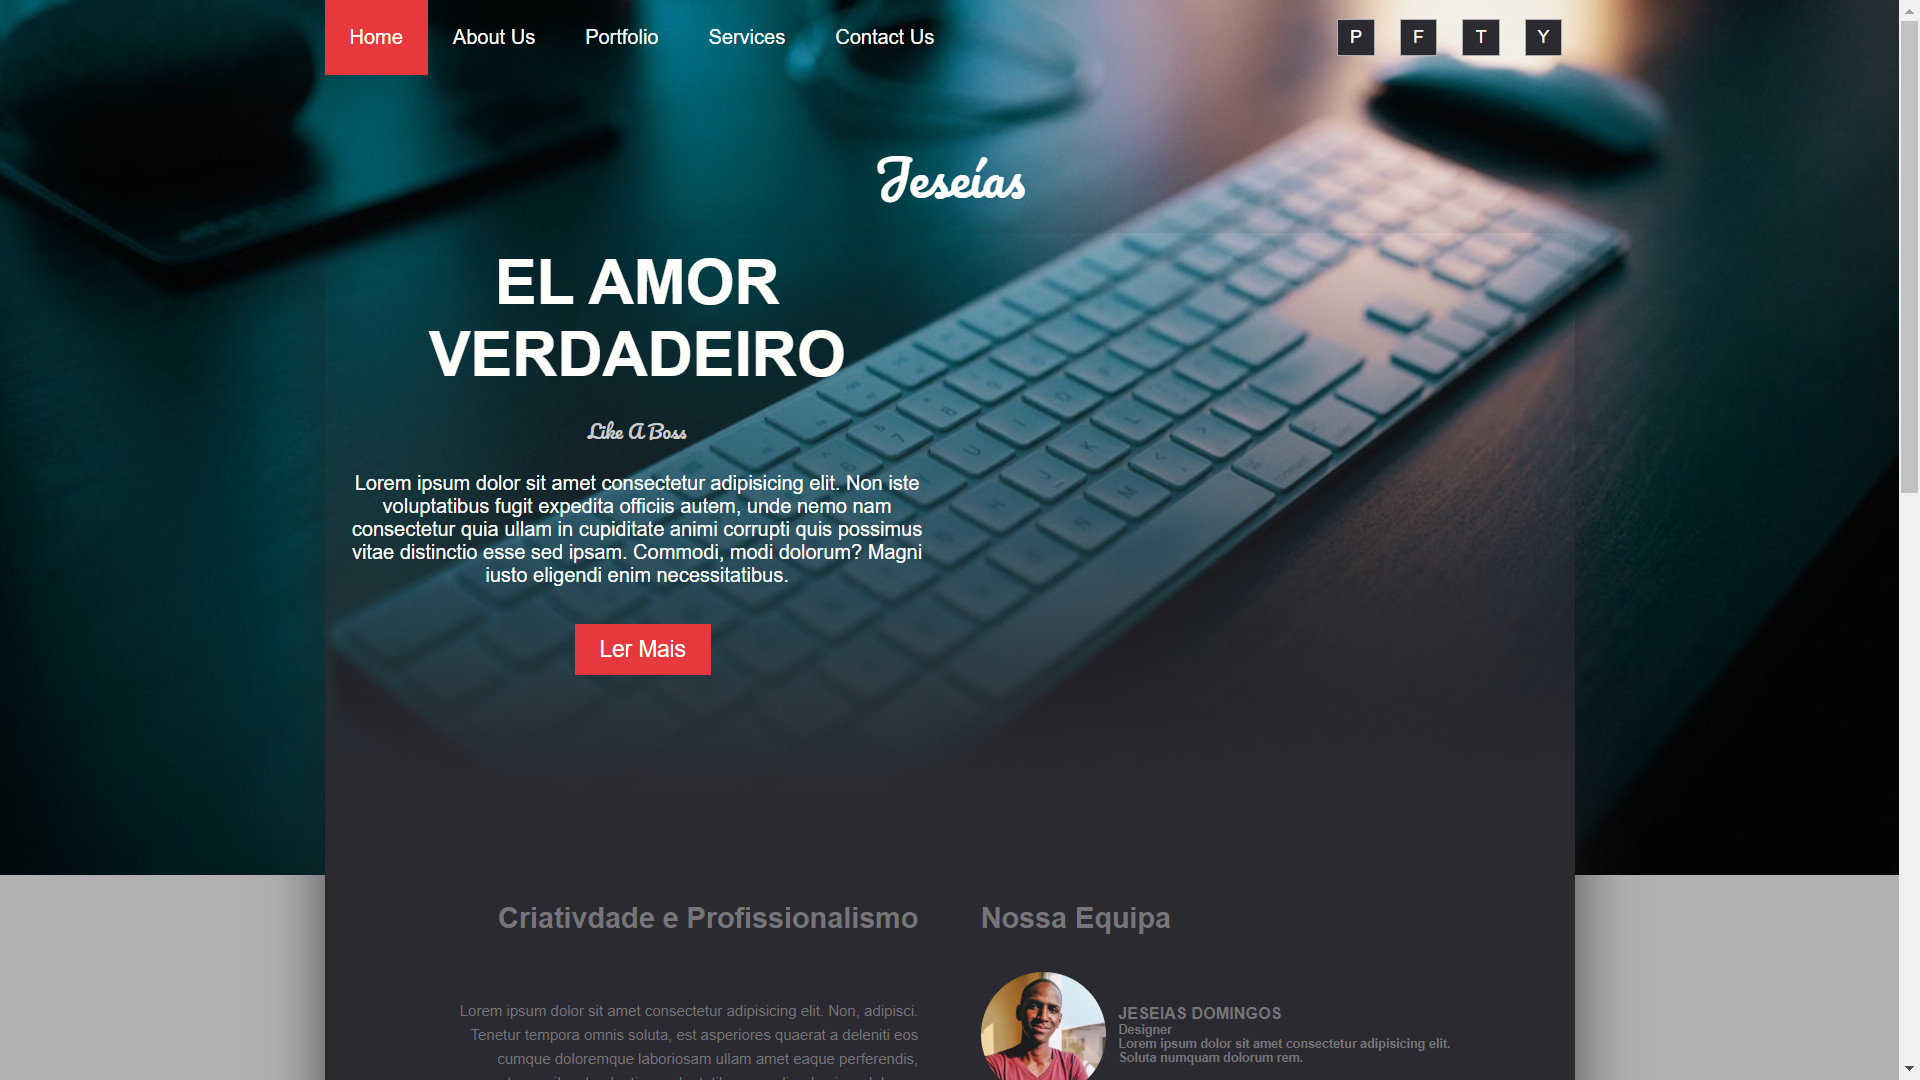 Home About Us Portfolio Services Contact Us P F T Y
Jeseías
EL AMOR
VERDADEIRO
Like A Boss
Lorem ipsum dolor sit amet consectetur adipisicing elit. Non iste
voluptatibus fugit expedita officiis autem, unde nemo nam
consectetur quia ullam in cupiditate animi corrupti quis possimus
vitae distinctio esse sed ipsam. Commodi, modi dolorum? Magni
iusto eligendi enim necessitatibus.
Ler Mais
Criativdade e Profissionalismo
Lorem ipsum dolor sit amet consectetur adipisicing elit. Non, adipisci.
Tenetur tempora omnis soluta, est asperiores quaerat a deleniti eos
cumque doloremque laboriosam ullam amet eaque perferendis,
Nossa Equipa
JESEIAS DOMINGOS
Designer
Lorem ipsum dolor sit amet consectetur adipisicing elit.
Soluta numquam dolorum rem.